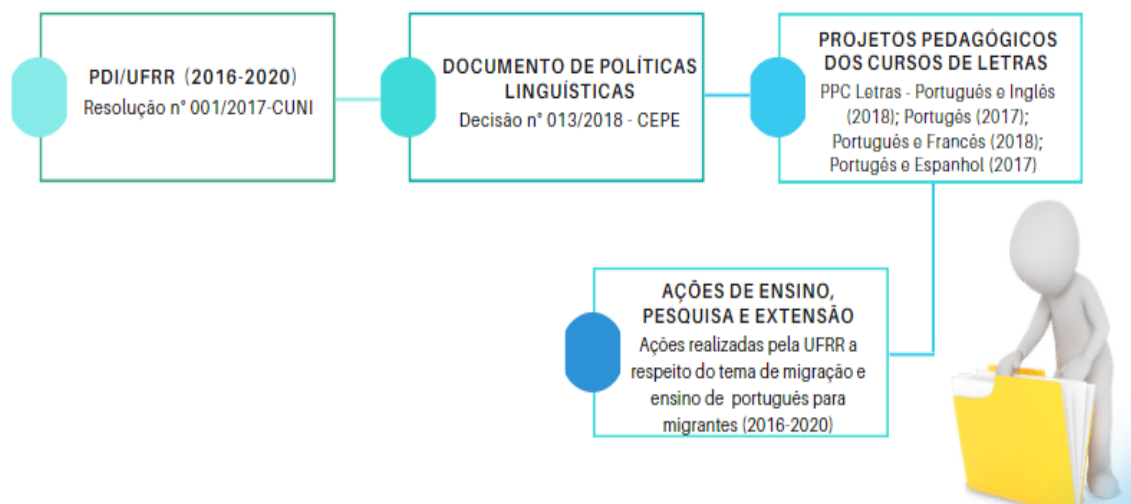 PDI/UFRR (2016-2020)
Resolução n° 001/2017-CUNI
DOCUMENTO DE POLÍTICAS
LINGUÍSTICAS
Decisão n° 013/2018 - CEPE
PROJETOS PEDAGÓGICOS
DOS CURSOS DE LETRAS
PPC Letras - Português e Inglês
(2018); Portugês (2017);
Português e Francês (2018);
Portugês e Espanhol (2017)
AÇÕES DE ENSINO,
PESQUISA E EXTENSÃO
Ações realizadas pela UFRR a
respeito do tema de migração e
ensino de português para
migrantes (2016-2020)